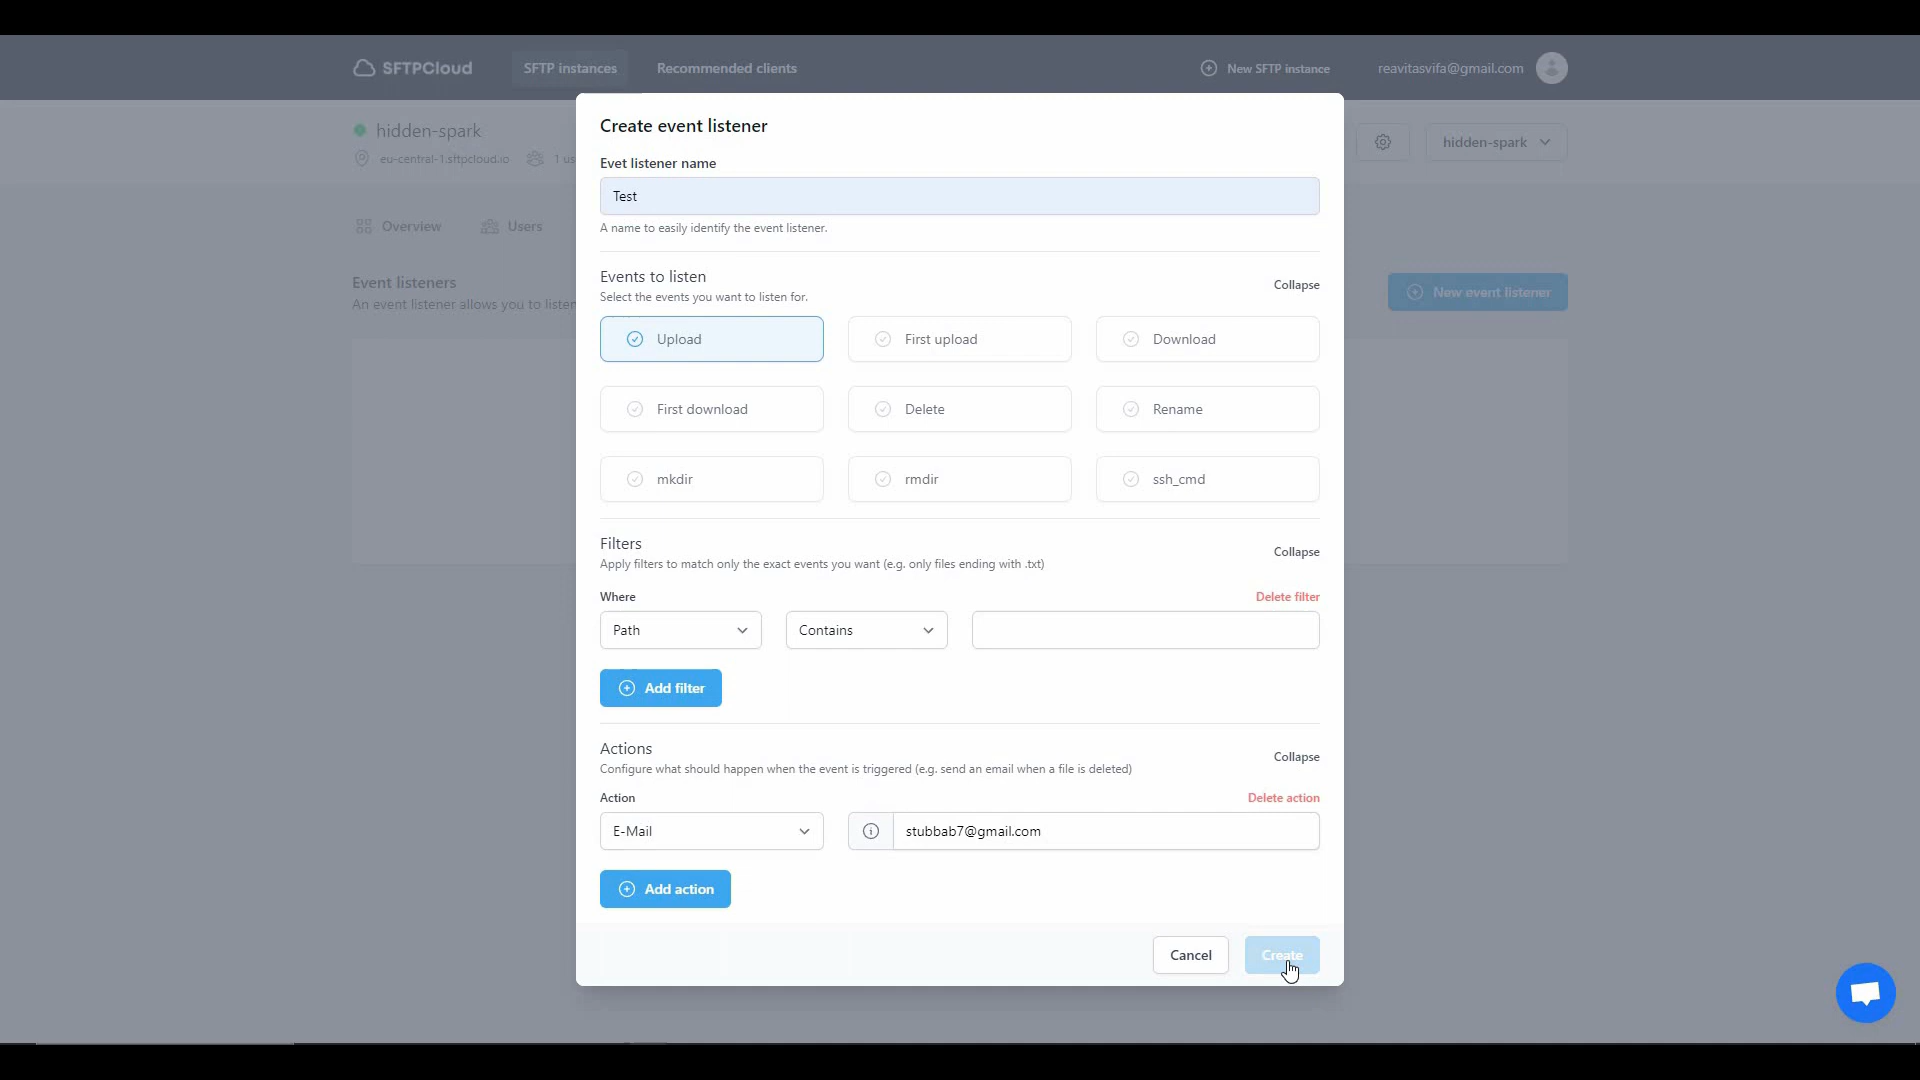 SFTPCloud
SFTP instances
Recommended clients
New SFTP instance
reavitasvifa@gmail.com
hidden-spark
eu-central-1.sftpcloud.io
1 us
hidden-spark
Overview
Users
Event listeners
An event listener allows you to listen
New event listener
Create event listener
Evet listener name
Test
A name to easily identify the event listener.
Events to listen
Select the events you want to listen for.
Collapse
Upload
First upload
Download
First download
Delete
Rename
mkdir
rmdir
ssh_cmd
Filters
Apply filters to match only the exact events you want (e.g. only files ending with .txt)
Collapse
Where
Delete filter
Path
Contains
Add filter
Actions
Configure what should happen when the event is triggered (e.g. send an email when a file is deleted)
Collapse
Action
Delete action
E-Mail
stubbab7@gmail.com
Add action
Cancel
Create